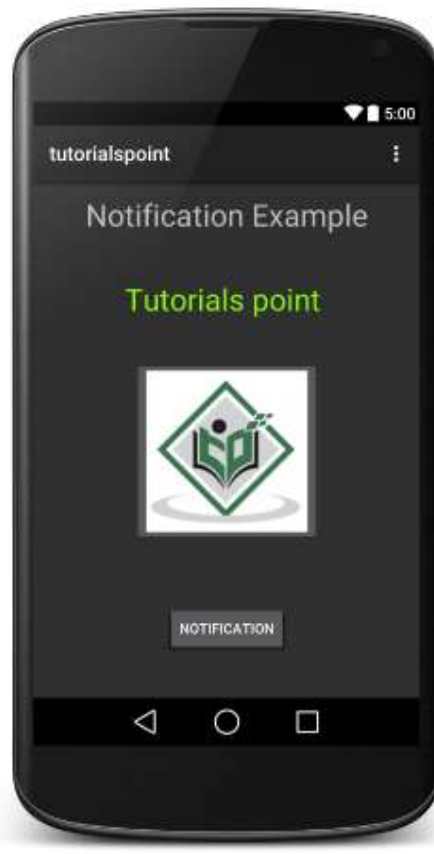 5:00
tutorialspoint
Notification Example
Tutorials point
NOTIFICATION